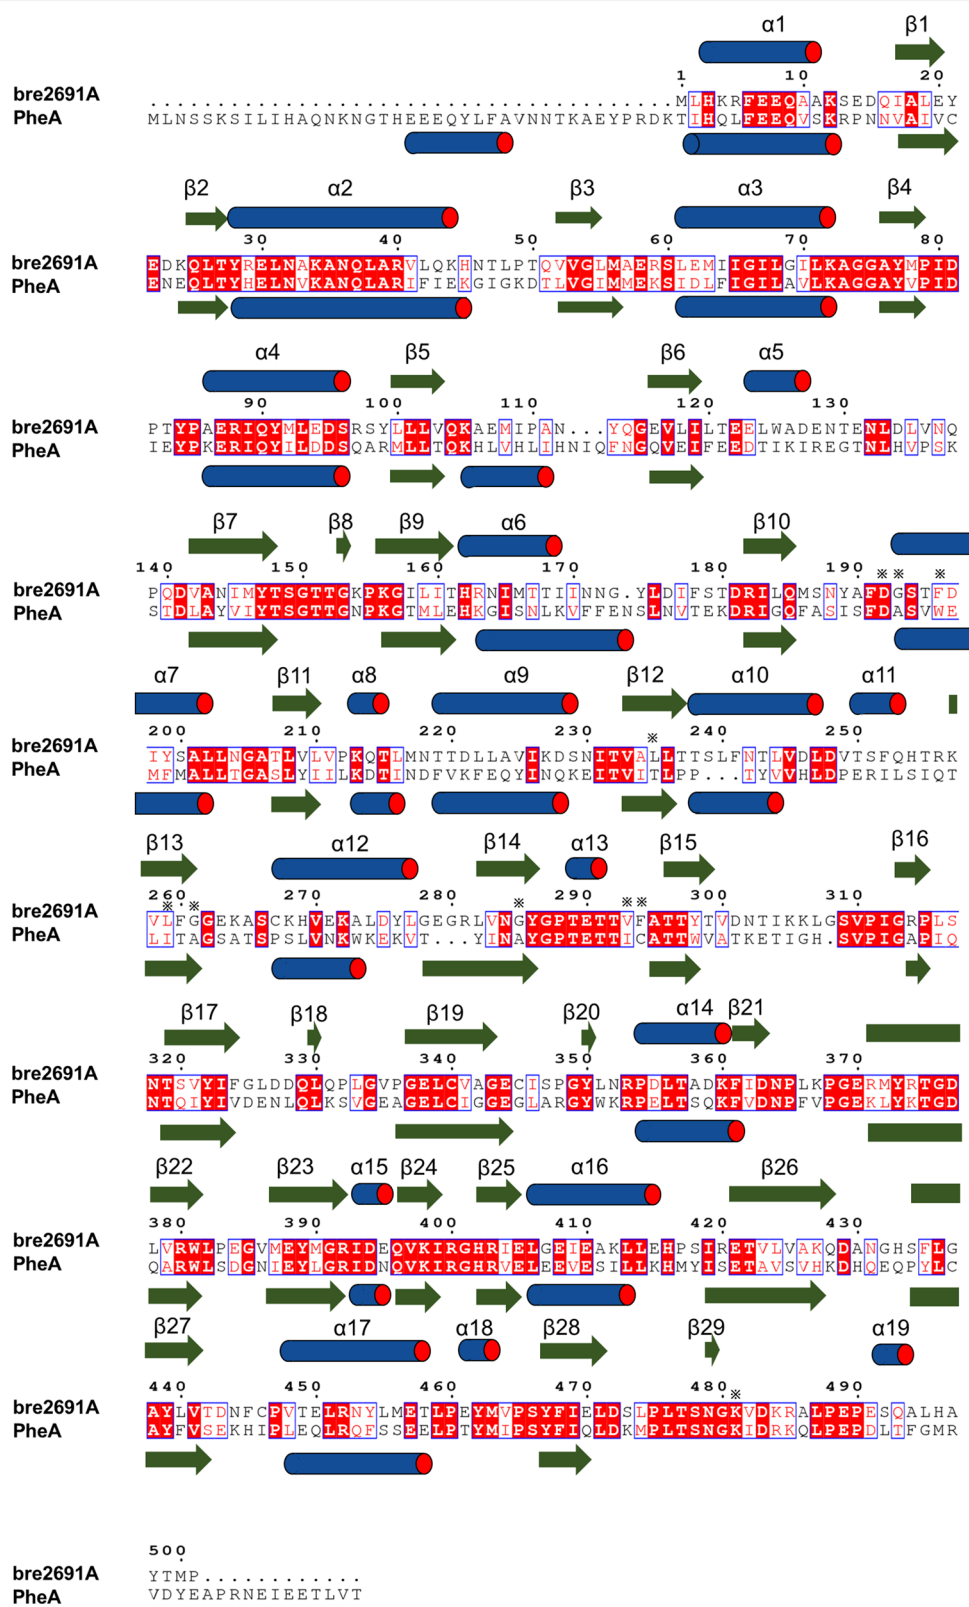 α1 β1
1 10 20
bre2691A .......................................MLHKRFEEQAAKSEDQIALEY
PheA MLNSSKSILIHAQNKNGTHEEEQYLFAVNNTKAEYPRDKTIHQLFEEQVSKRPNNVAIVC
β2 α2 β3 α3 β4
30 40 50 60 70 80
bre2691A EDKQLTYRELNAKANQLARVLQKHNTLPTQVVGLMAERSLEMIIGILGILKAGGAYMPID
PheA ENEQLTYHELNVKANQLARIFIEKGIGKDTLVGIMMEKSIDLFIGILAVLKAGGAYVPID
α4 β5 β6 α5
90 100 110 120 130
bre2691A PTYPAERIQYMLEDSRSYLLLVQKAEMIPAN...YQGEVLILTEELWADENTENLDLVNQ
PheA IEYPKERIQYILDDSQARMLLTQKHLVHLIHNIQFNGQVEIFEEDTIKIREGTNLHVPSK
β7 β8 β9 α6 β10
140 150 160 170 180 190
※※ ※
bre2691A PQDVANIMYTSGTTGKPKGILITHRNIMTTIINNG.YLDIFSTDRILQMSNYAFDGSTFD
PheA STDLAYVIYTSGTTGNPKGTMLEHKGISNLKVFFENSLNVTEKDRIGQFASISFDASVWE
α7 β11 α8 α9 β12 α10 α11
200 210 220 230 240 250
※
bre2691A IYSALLNGATLVLVPKQTLMNTTDLLAVIKDSNITVALLTTSLFNTLVDLDVTSFQHTRK
PheA MFMALLTGASLYIILKDTINDFVKFEQYINQKEITVITLPP...TYVVHLDPERILSIQT
β13 α12 β14 α13 β15 β16
260 270 280 290 300 310
※ ※ ※ ※※
bre2691A VLFGGEKASCKHVEKALDYLGEGRLVNGYGPTETTVFATTYTVDNTIKKLGSVPIGRPLS
PheA LITAGSATSPSLVNKWKEKVT...YINAYGPTETTICATTWVATKETIGH.SVPIGAPIQ
β17 β18 β19 β20 α14 β21
320 330 340 350 360 370
bre2691A NTSVYIFGLDDQLQPLGVPGELCVAGECISPGYLNRPDLTADKFIDNPLKPGERMYRTGD
PheA NTQIYIVDENLQLKSVGEAGELCIGGEGLARGYWKRPELTSQKFVDNPFVPGEKLYKTGD
β22 β23 α15 β24 β25 α16 β26
380 390 400 410 420 430
bre2691A LVRWLPEGVMEYMGRIDEQVKIRGHRIELGEIEAKLLEHPSIRETVLVAKQDANGHSFLG
PheA QARWLSDGNIEYLGRIDNQVKIRGHRVELEEVESILLKHMYISETAVSVHKDHQEQPYLC
β27 α17 α18 β28 β29 α19
440 450 460 470 480 490
※
bre2691A AYLVTDNFCPVTELRNYLMETLPEYMVPSYFIELDSLPLTSNGKVDKRALPEPESQALHA
PheA AYFVSEKHIPLEQLRQFSSEELPTYMIPSYFIQLDKMPLTSNGKIDRKQLPEPDLTFGMR
500
bre2691A YTMP............
PheA VDYEAPRNEIEETLVT